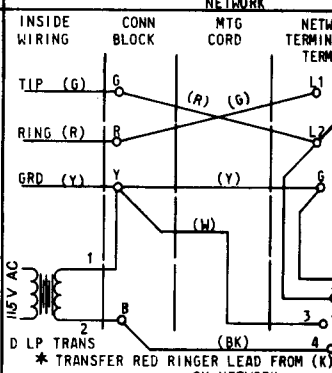 NETWORK
INSIDE WIRING
CONN BLOCK
MTG CORD
NETW
TERMIN
TERM
TIP (G) G (R) (G) L1
RING (R) R L2
GRD (Y) Y (Y) G
(W)
1
115 V AC
3
2 B (BK) 4
D LP TRANS
* TRANSFER RED RINGER LEAD FROM (K)